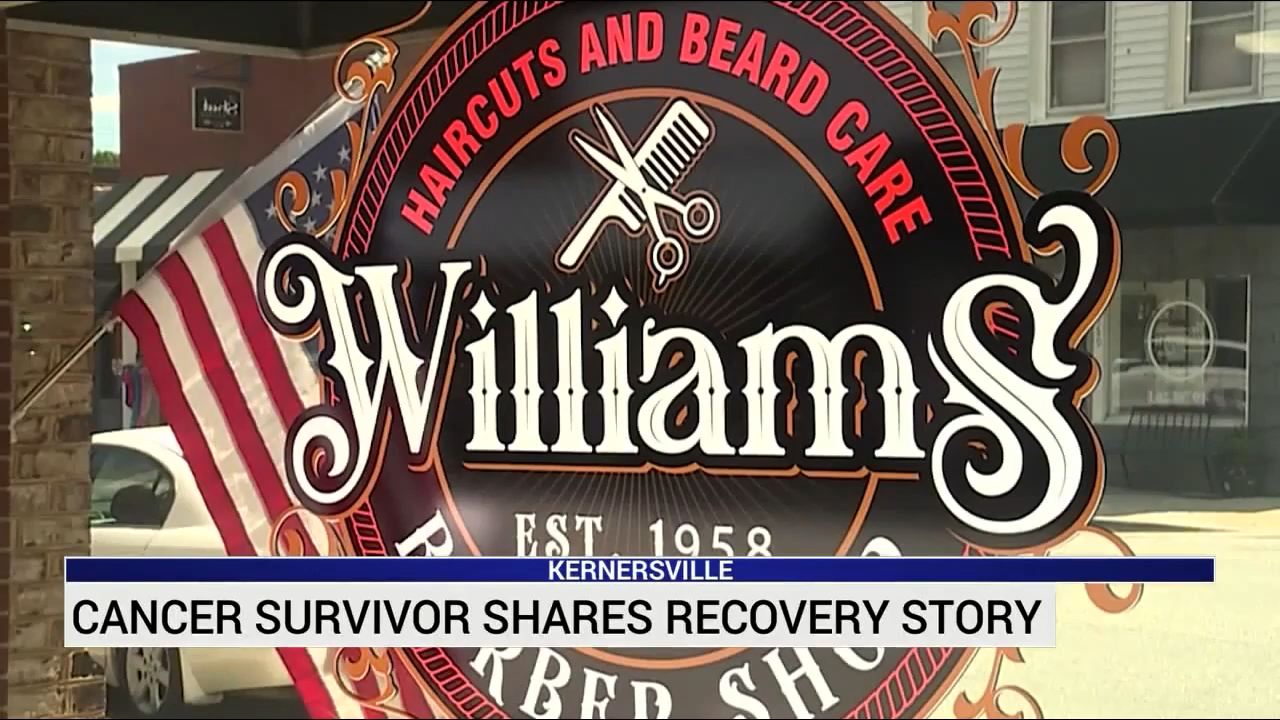 HAIRCUTS AND BEARD CARE
WilliamS
EST. 1958
KERNERSVILLE
CANCER SURVIVOR SHARES RECOVERY STORY